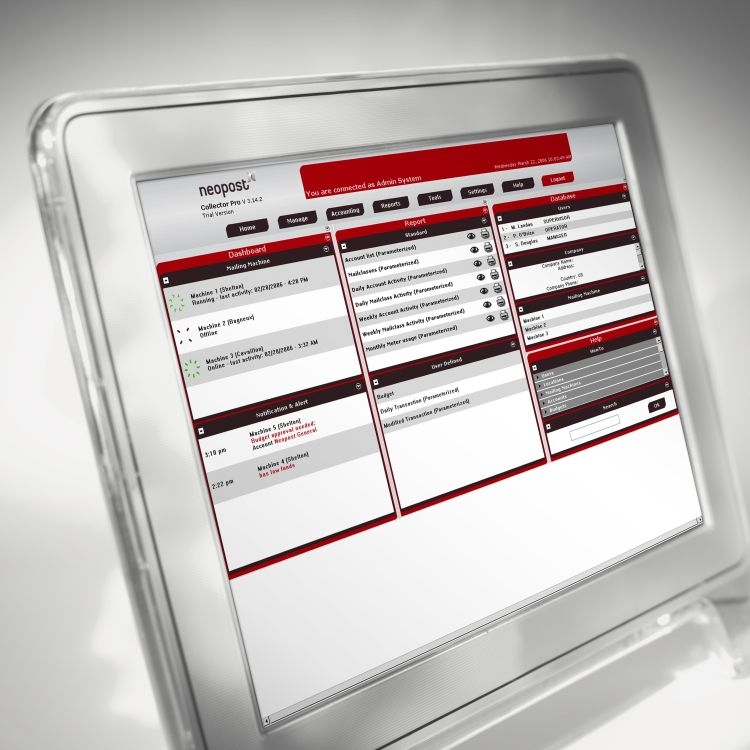 neopost
Collector Pro V 3.14.2
Trial Version
You are connected as Admin System
Wednesday March 22, 2006 10:03:45 AM
Home
Manage
Accounting
Reports
Tools
Settings
Help
Logout
Dashboard
Mailing Machine
Machine 1 (Shelton)
Running - last activity: 02/28/2006 - 4:28 PM
Machine 2 (Bagneux)
Offline
Machine 3 (Cavaillon)
Online - last activity: 02/28/2006 - 3:32 AM
Notification & Alert
3:10 pm
Machine 5 (Shelton)
Budget approval needed:
Account Neopost General
2:22 pm
Machine 4 (Shelton)
has low funds
Report
Standard
Account list (Parameterized)
Mailclasses (Parameterized)
Daily Account Activity (Parameterized)
Daily Mailclass Activity (Parameterized)
Weekly Account Activity (Parameterized)
Weekly Mailclass Activity (Parameterized)
Monthly Meter usage (Parameterized)
User Defined
Budget
Daily Transaction (Parameterized)
Modified Transaction (Parameterized)
Database
Users
1 - M. Landes SUPERVISOR
2 - P. O'Brien OPERATOR
3 - S. Douglas MANAGER
Company
Company Name:
Address:
Country: US
Company Phone:
Mailing Machine
Machine 1
Machine 2
Machine 3
Help
HowTo
Users
Locations
Mailing Machines
Accounts
Budgets
Search
OK